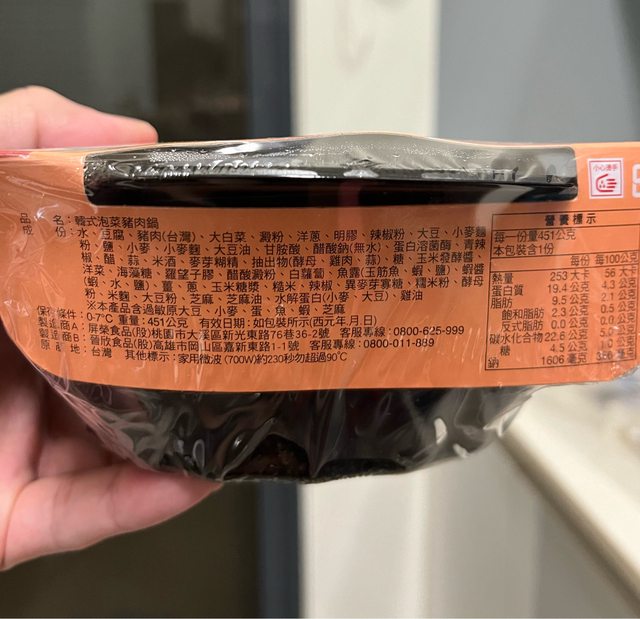 小心燙手
品名：韓式泡菜豬肉鍋
成份：水、豆腐、豬肉(台灣)、大白菜、澱粉、洋蔥、明膠、辣椒粉、大豆、小麥麵
粉、鹽、小麥、小麥麴、大豆油、甘胺酸、醋酸鈉(無水)、蛋白溶菌酶、青辣
椒、醋、蒜、米酒、麥芽糊精、抽出物(酵母、雞肉、蒜)、糖、玉米發酵醬、
洋菜、海藻糖、羅望子膠、醋酸澱粉、白蘿蔔、魚露(玉筋魚、蝦、鹽)、蝦醬
(蝦、水、鹽)、薑、蔥、玉米糖漿、糙米、辣椒、異麥芽寡糖、糯米粉、酵母
粉、米麴、大豆粉、芝麻、芝麻油、水解蛋白(小麥、大豆)、雞油
※本產品含大豆、小麥、蛋、魚、蝦、芝麻
保存條件：0-7℃ 重量：451公克 有效日期：如包裝所示(西元年月日)
製造商A：屏榮食品(股)桃園市大溪區新光東路76巷36-2號 客服專線：0800-625-999
製造商B：晉欣食品(股)高雄市岡山區嘉新東路1-1號 客服專線：0800-011-889
原產地：台灣 其他標示：家用微波(700W)約230秒勿超過90℃
營養標示
每一份量451公克
本包裝含1份
每份 每100公克
熱量 253 大卡 56 大卡
蛋白質 19.4 公克 4.3 公克
脂肪 9.5 公克 2.1 公克
飽和脂肪 2.3 公克 0.5 公克
反式脂肪 0.0 公克 0.0 公克
碳水化合物 22.6 公克 5.0 公克
糖 4.5 公克 1.0 公克
鈉 1606 毫克 356 毫克